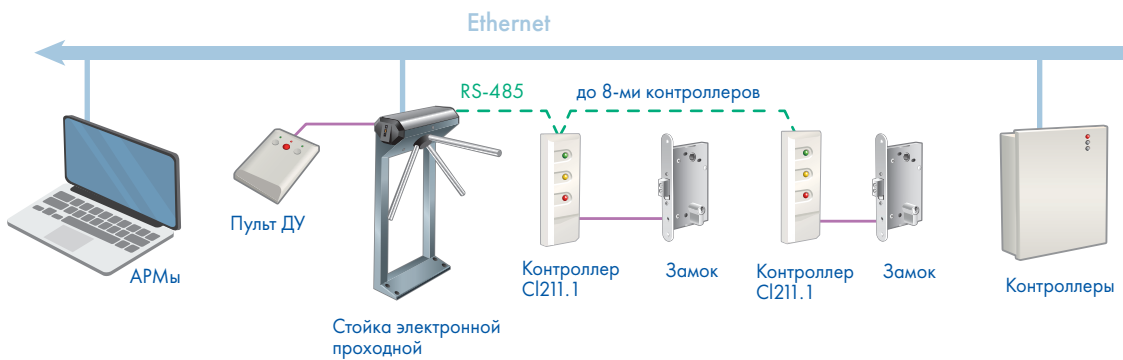 Ethernet
RS-485
до 8-ми контроллеров
Пульт ДУ
АРМы
Контроллер
CI211.1
Замок
Контроллер
CI211.1
Замок
Контроллеры
Стойка электронной
проходной